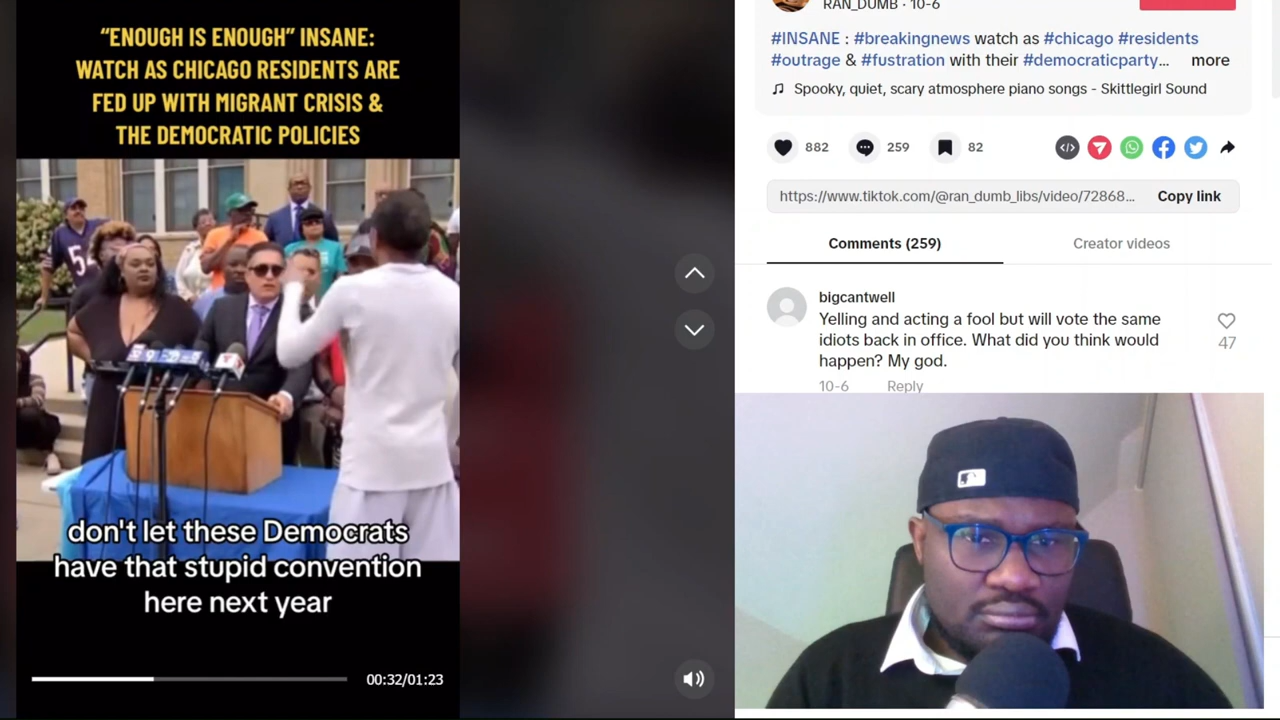 “ENOUGH IS ENOUGH” INSANE:
WATCH AS CHICAGO RESIDENTS ARE
FED UP WITH MIGRANT CRISIS &
THE DEMOCRATIC POLICIES
don't let these Democrats
have that stupid convention
here next year
00:32/01:23
RAN_DUMB · 10-6
#INSANE : #breakingnews watch as #chicago #residents
#outrage & #fustration with their #democraticparty... more
Spooky, quiet, scary atmosphere piano songs - Skittlegirl Sound
882 259 82
https://www.tiktok.com/@ran_dumb_libs/video/72868... Copy link
Comments (259) Creator videos
bigcantwell
Yelling and acting a fool but will vote the same
idiots back in office. What did you think would
happen? My god.
47
10-6 Reply